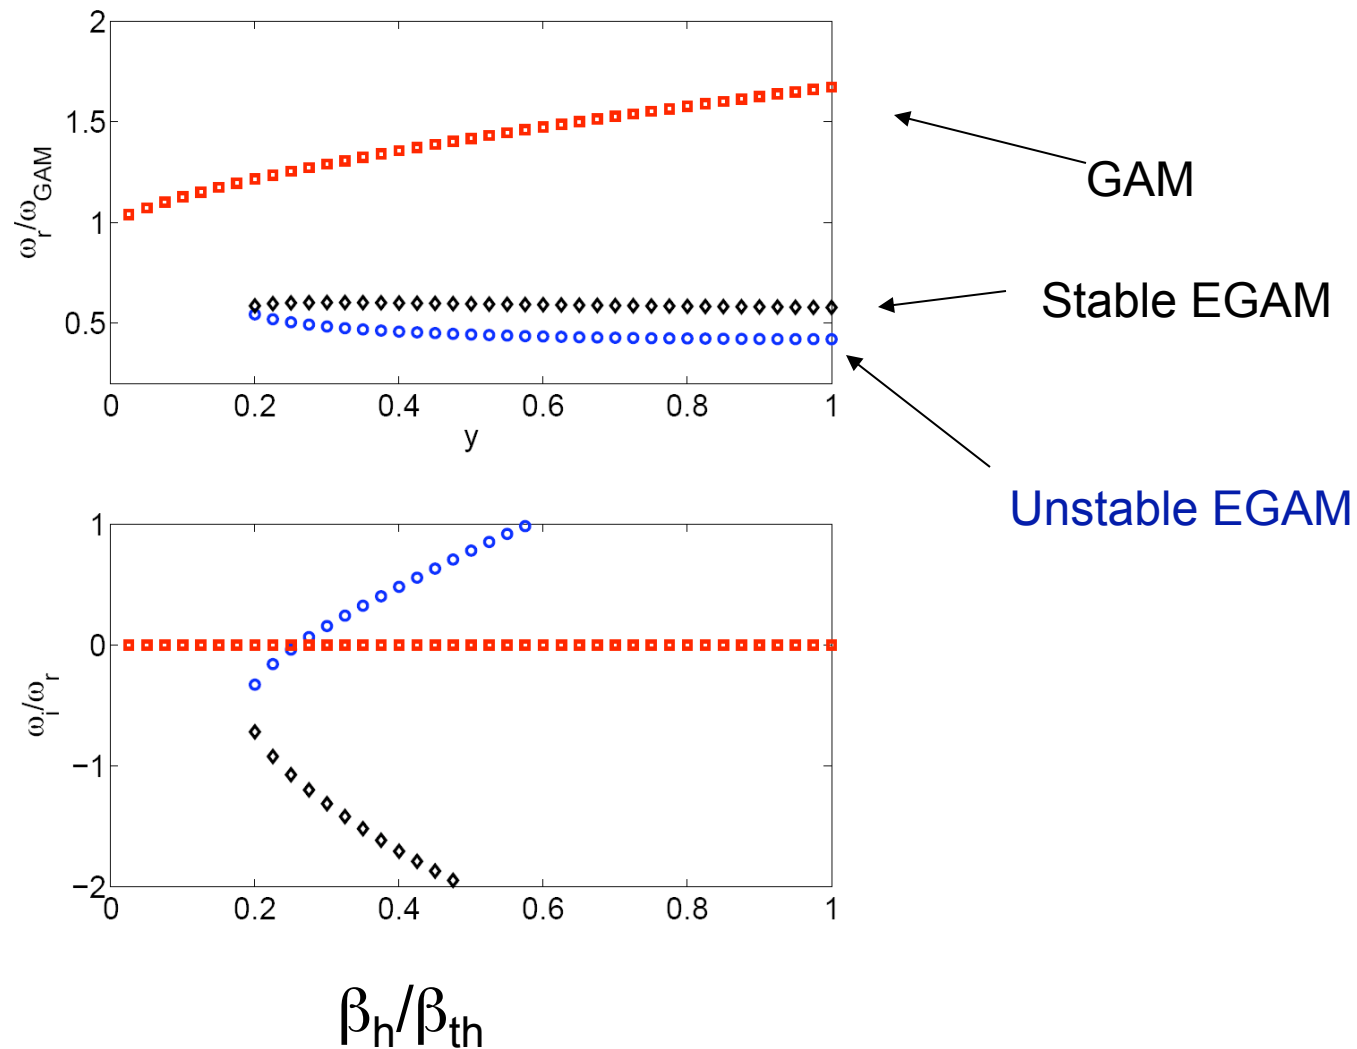 2
1.5
1
0.5
ω_r/ω_GAM
0 0.2 0.4 0.6 0.8 1
y
GAM
Stable EGAM
Unstable EGAM
1
0
−1
−2
ω_i/ω_r
0 0.2 0.4 0.6 0.8 1
β_h/β_th